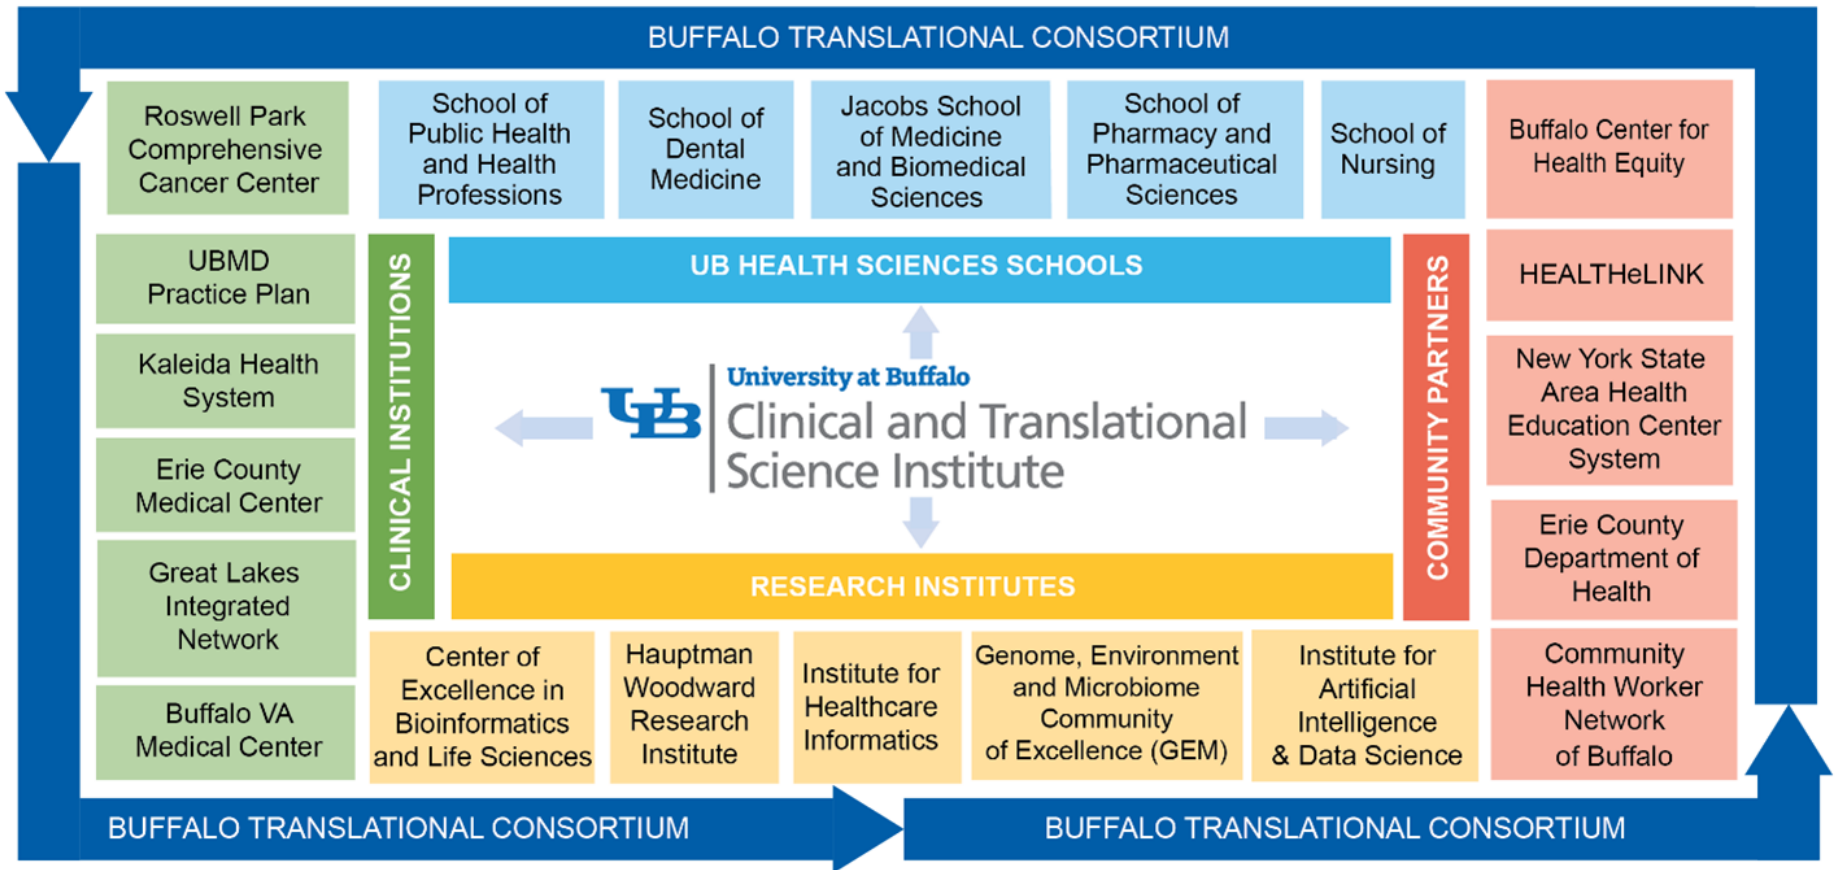 BUFFALO TRANSLATIONAL CONSORTIUM
Roswell Park
Comprehensive
Cancer Center
School of
Public Health
and Health
Professions
School of
Dental
Medicine
Jacobs School
of Medicine
and Biomedical
Sciences
School of
Pharmacy and
Pharmaceutical
Sciences
School of
Nursing
Buffalo Center for
Health Equity
UBMD
Practice Plan
Kaleida Health
System
Erie County
Medical Center
Great Lakes
Integrated
Network
Buffalo VA
Medical Center
CLINICAL INSTITUTIONS
UB HEALTH SCIENCES SCHOOLS
UB
University at Buffalo
Clinical and Translational
Science Institute
RESEARCH INSTITUTES
COMMUNITY PARTNERS
HEALTHeLINK
New York State
Area Health
Education Center
System
Erie County
Department of
Health
Community
Health Worker
Network
of Buffalo
Center of
Excellence in
Bioinformatics
and Life Sciences
Hauptman
Woodward
Research
Institute
Institute for
Healthcare
Informatics
Genome, Environment
and Microbiome
Community
of Excellence (GEM)
Institute for
Artificial
Intelligence
& Data Science
BUFFALO TRANSLATIONAL CONSORTIUM
BUFFALO TRANSLATIONAL CONSORTIUM